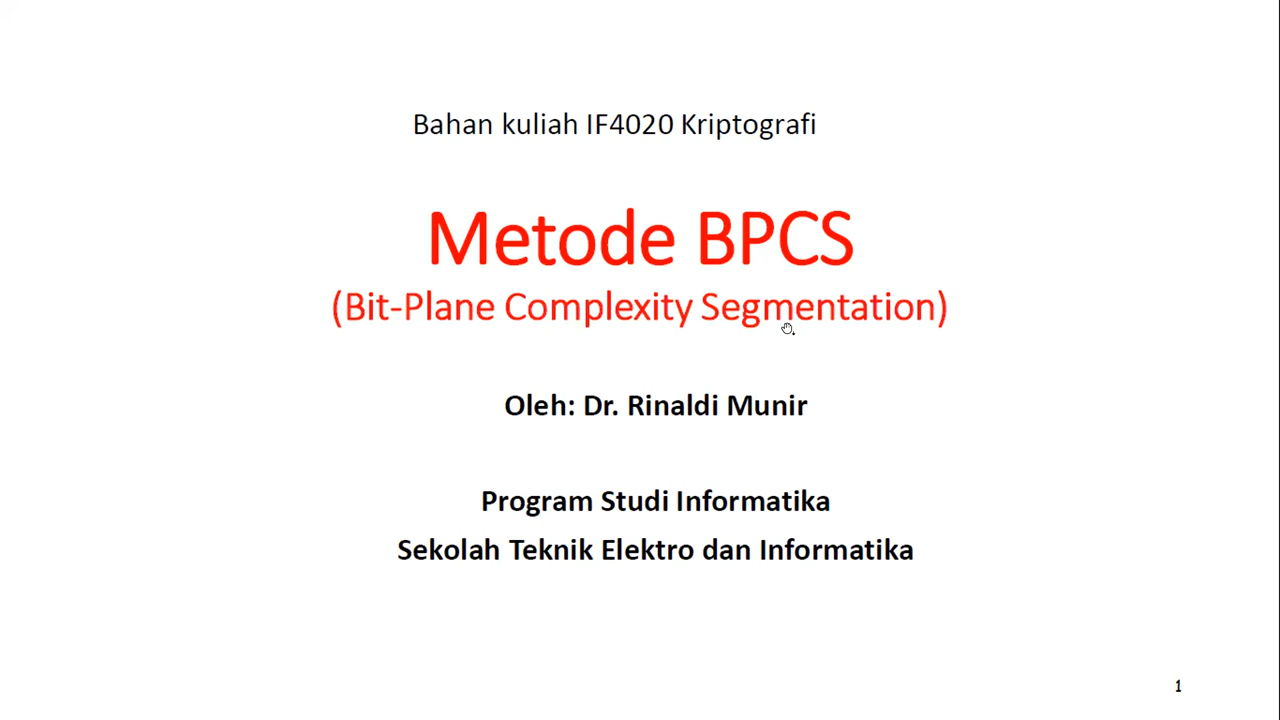 Bahan kuliah IF4020 Kriptografi
Metode BPCS
(Bit-Plane Complexity Segmentation)
Oleh: Dr. Rinaldi Munir
Program Studi Informatika
Sekolah Teknik Elektro dan Informatika
1